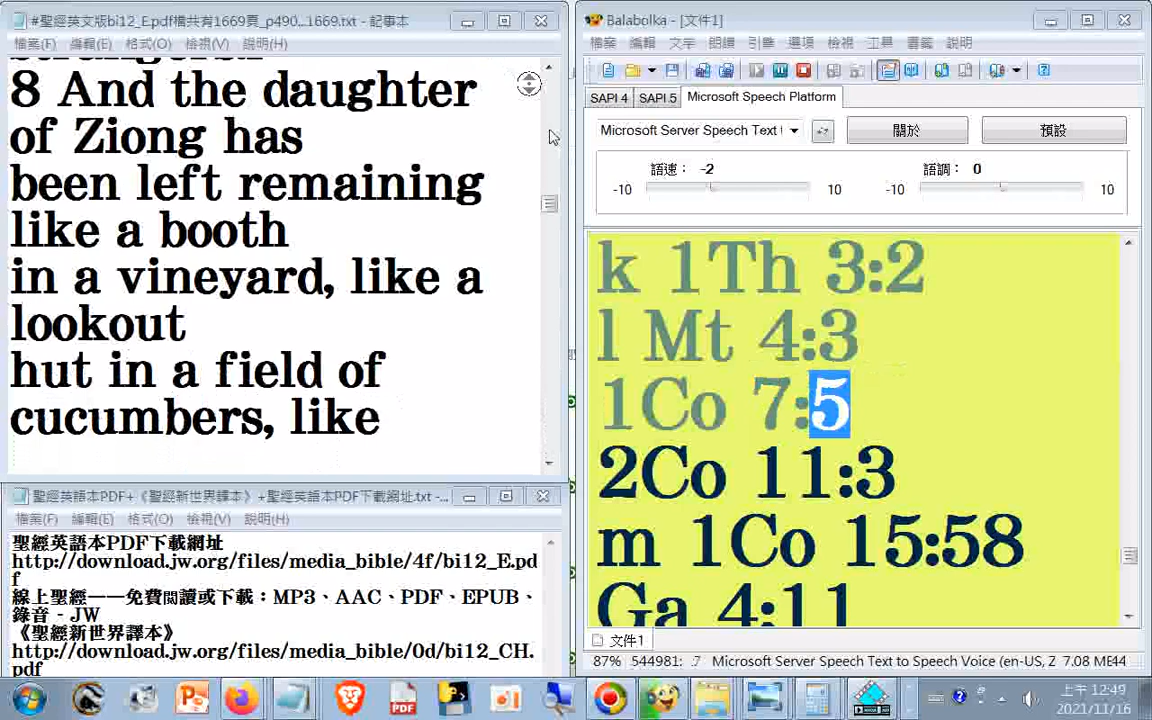 #聖經英文版bi12_E.pdf檔共有1669頁_p490...1669.txt - 記事本
檔案(F) 編輯(E) 格式(O) 檢視(V) 說明(H)
8 And the daughter
of Ziong has
been left remaining
like a booth
in a vineyard, like a
lookout
hut in a field of
cucumbers, like
聖經英語本PDF+《聖經新世界譯本》+聖經英語本PDF下載網址.txt - ...
檔案(F) 編輯(E) 格式(O) 檢視(V) 說明(H)
聖經英語本PDF下載網址
http://download.jw.org/files/media_bible/4f/bi12_E.pd
f
線上聖經——免費閱讀或下載：MP3、AAC、PDF、EPUB、
錄音 - JW
《聖經新世界譯本》
http://download.jw.org/files/media_bible/0d/bi12_CH.
pdf
Balabolka - [文件1]
檔案 編輯 文字 朗讀 引擎 選項 檢視 工具 書籤 說明
SAPI 4 SAPI 5 Microsoft Speech Platform
Microsoft Server Speech Text 關於 預設
語速： -2 語調： 0
-10 10 -10 10
k 1Th 3:2
l Mt 4:3
1Co 7:5
2Co 11:3
m 1Co 15:58
Ga 4:11
文件1
87% 544981: 7 Microsoft Server Speech Text to Speech Voice (en-US, Z 7.08 ME44
上午 12:49
2021/11/16